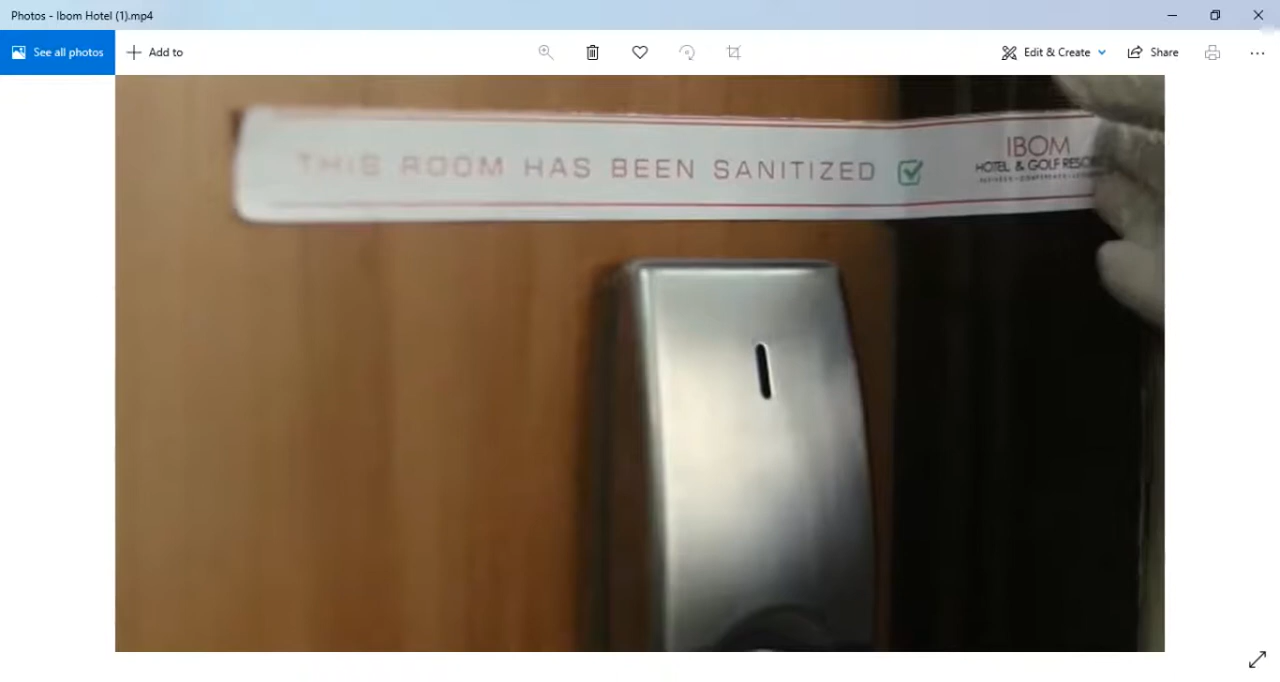 Photos - Ibom Hotel (1).mp4
See all photos
Add to
Edit & Create
Share
THIS ROOM HAS BEEN SANITIZED
IBOM
HOTEL & GOLF RESORT